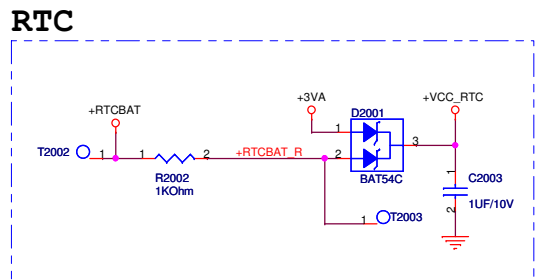 RTC
+RTCBAT
+3VA
D2001
+VCC_RTC
T2002
1
1
2
+RTCBAT_R
1
2
3
R2002
1KOhm
BAT54C
1
C2003
1UF/10V
2
1
T2003